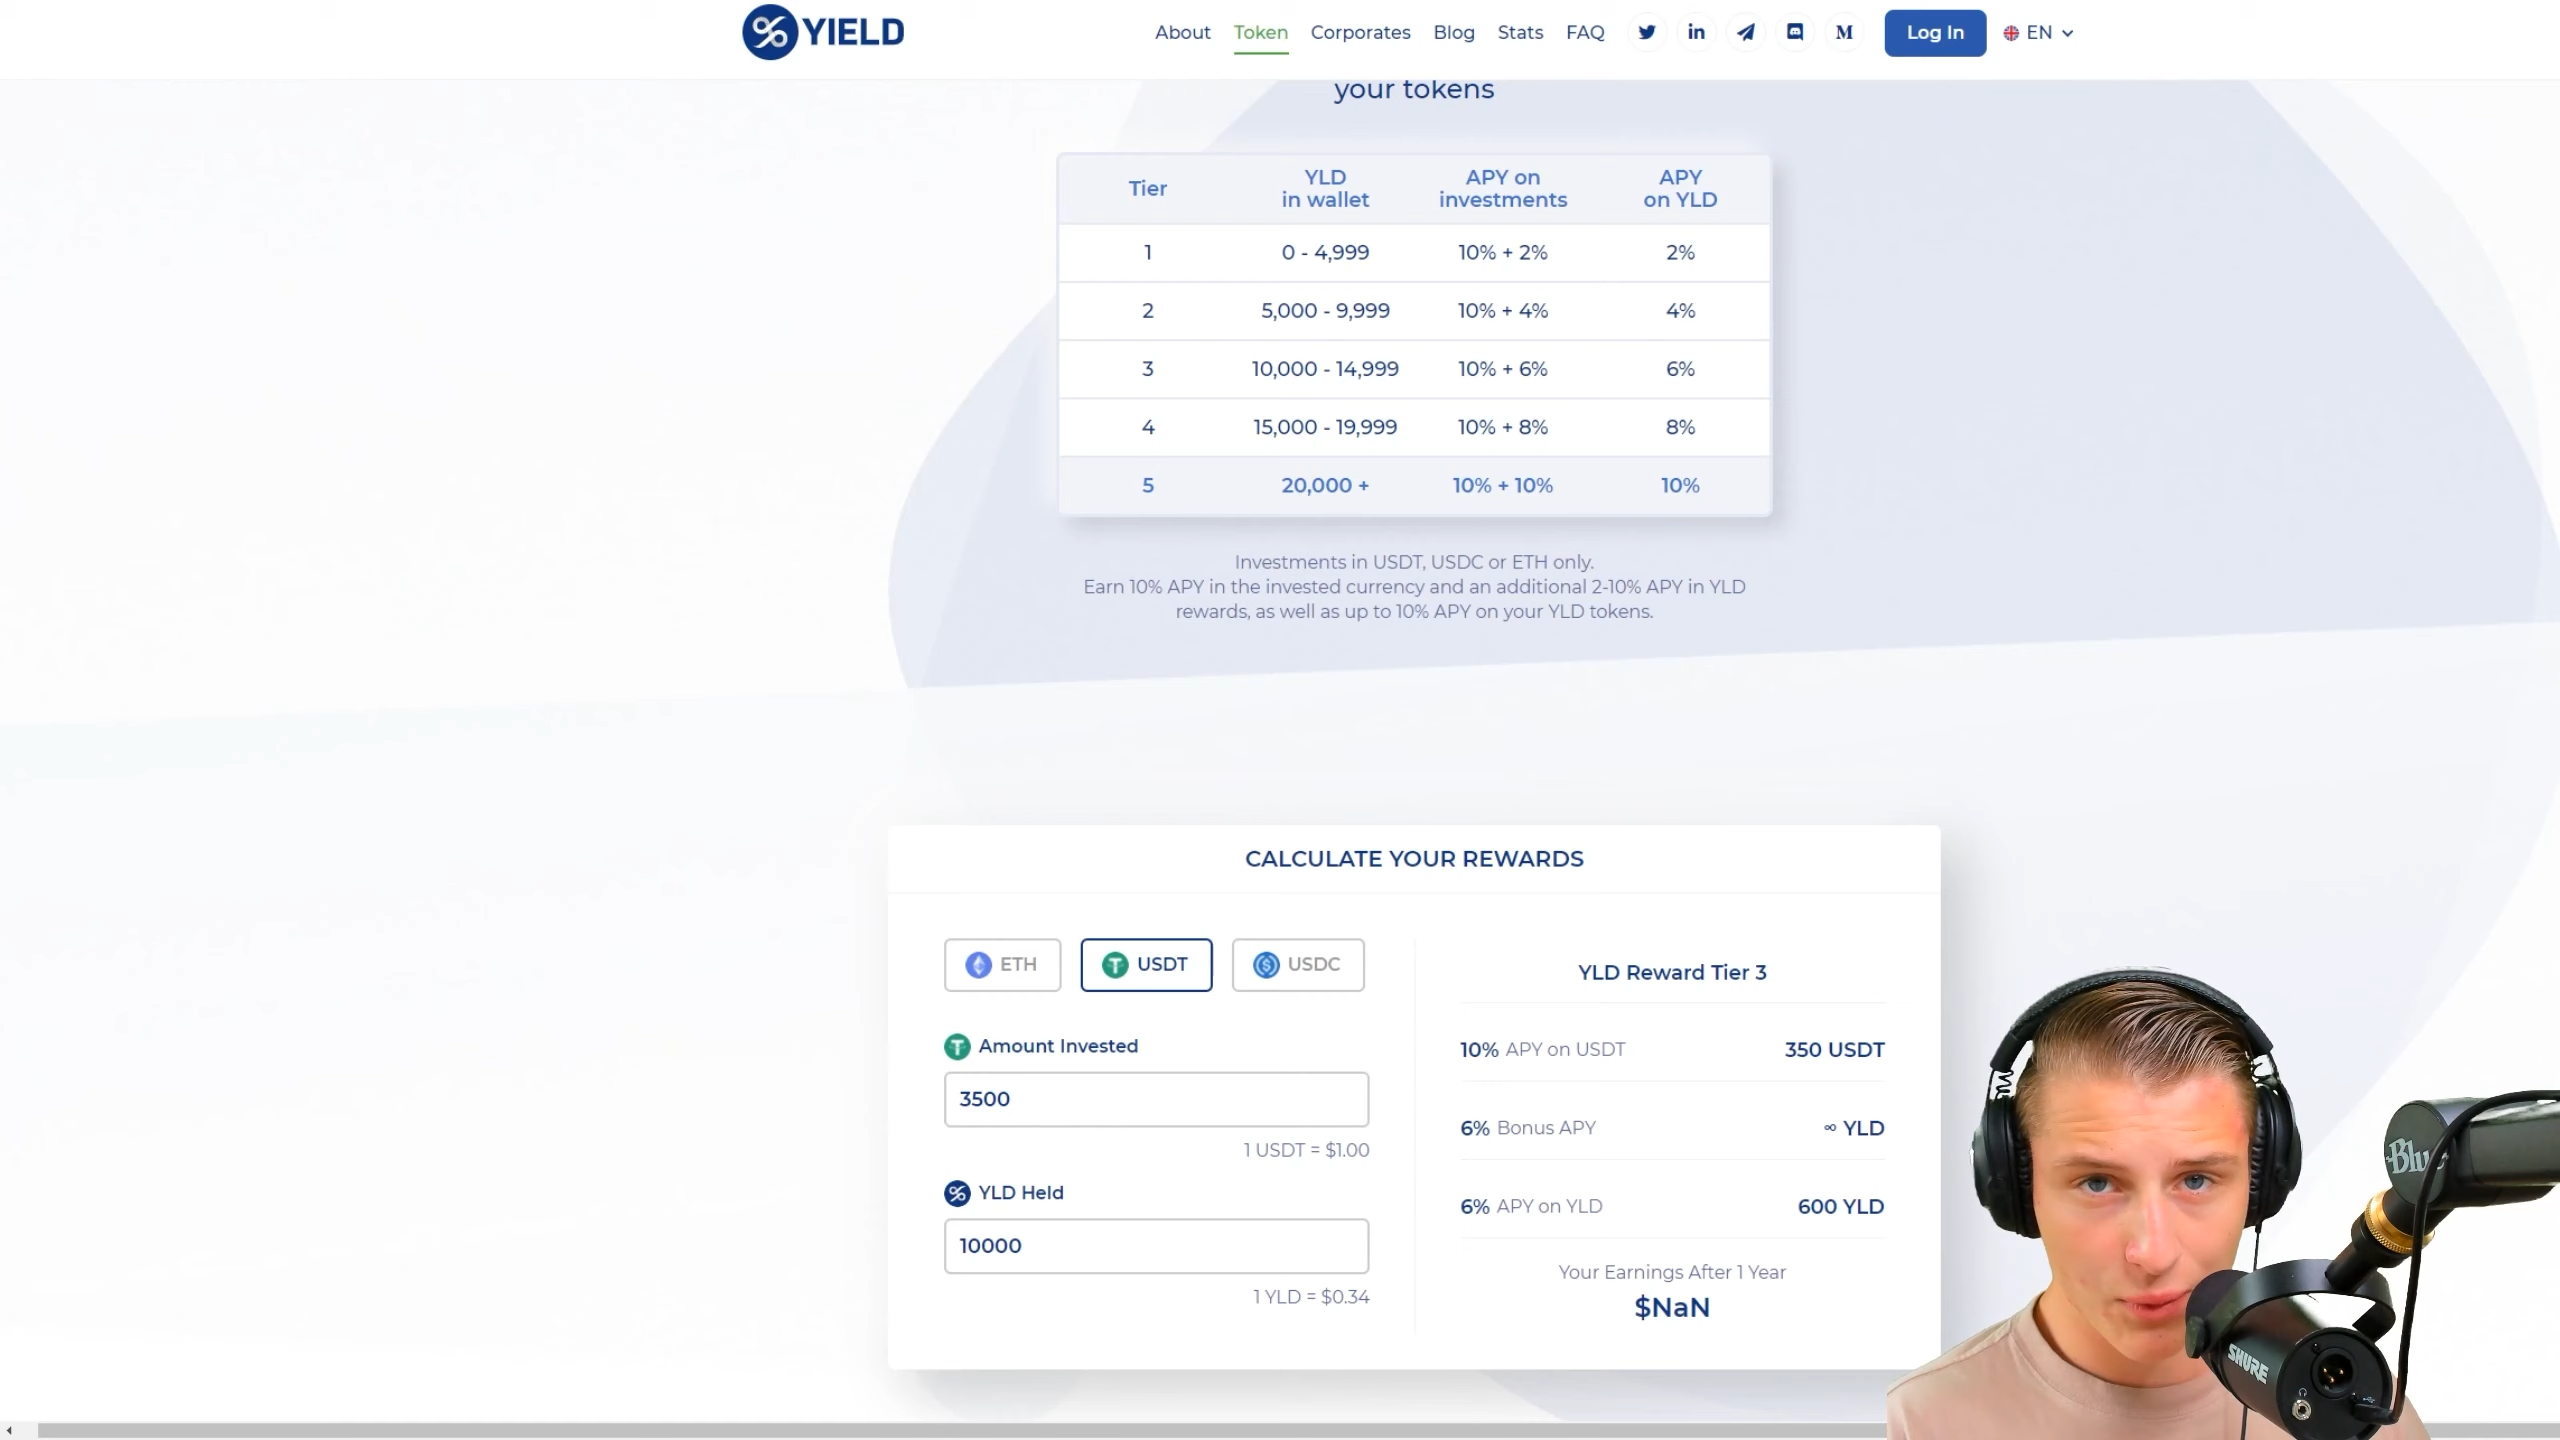 YIELD
About Token Corporates Blog Stats FAQ M Log In EN
your tokens
Tier YLD in wallet APY on investments APY on YLD
1 0 - 4,999 10% + 2% 2%
2 5,000 - 9,999 10% + 4% 4%
3 10,000 - 14,999 10% + 6% 6%
4 15,000 - 19,999 10% + 8% 8%
5 20,000 + 10% + 10% 10%
Investments in USDT, USDC or ETH only.
Earn 10% APY in the invested currency and an additional 2-10% APY in YLD
rewards, as well as up to 10% APY on your YLD tokens.
CALCULATE YOUR REWARDS
ETH USDT USDC
Amount Invested
3500
1 USDT = $1.00
YLD Held
10000
1 YLD = $0.34
YLD Reward Tier 3
10% APY on USDT 350 USDT
6% Bonus APY ∞ YLD
6% APY on YLD 600 YLD
Your Earnings After 1 Year
$NaN
Blue
SHURE